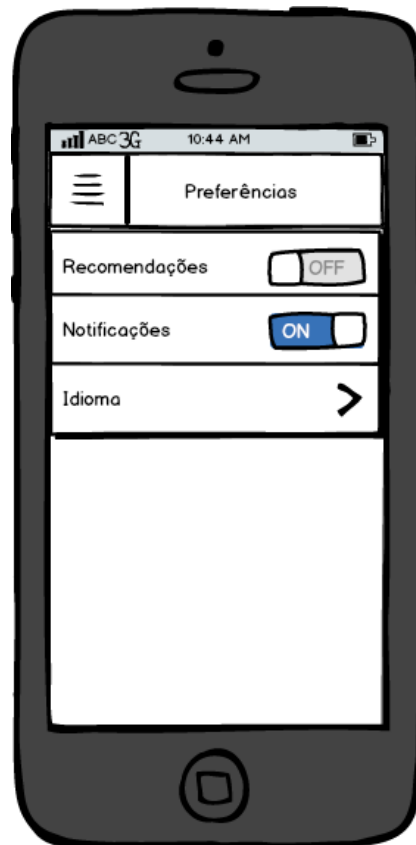 ABC 3G 10:44 AM
Preferências
Recomendações OFF
Notificações ON
Idioma